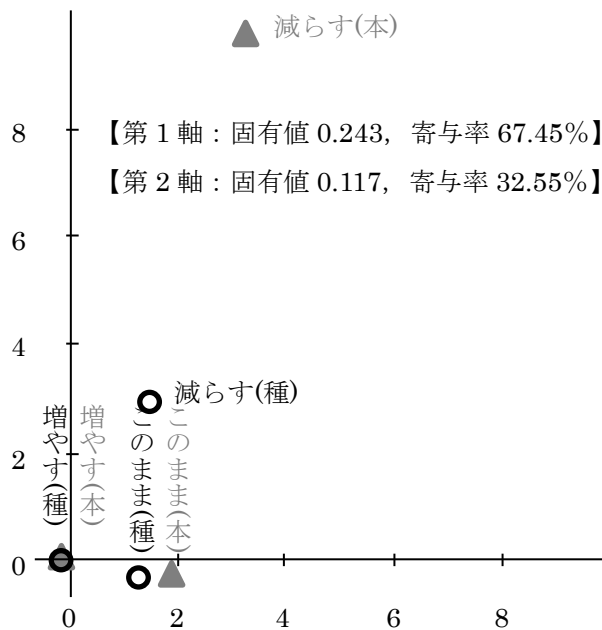 減らす(本)
8
【第 1 軸：固有値 0.243，寄与率 67.45%】
【第 2 軸：固有値 0.117，寄与率 32.55%】
6
4
減らす(種)
増やす(種)
増やす(本)
このまま(種)
このまま(本)
2
0
0 2 4 6 8